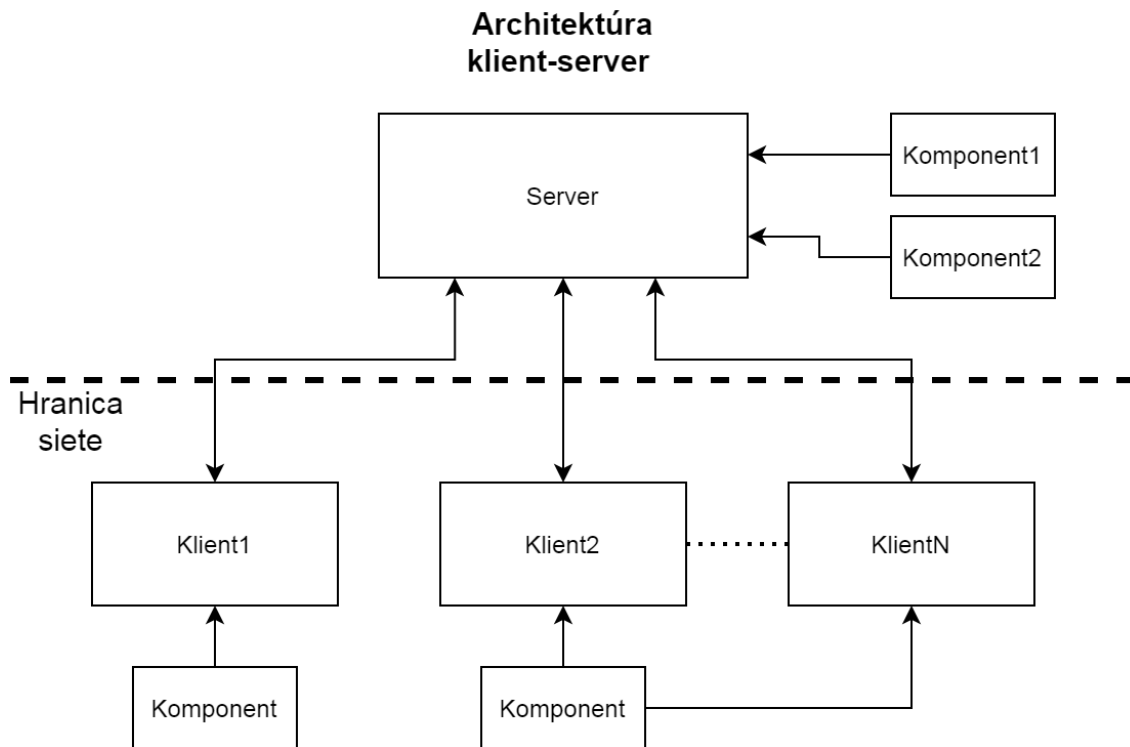 Architektúra
klient-server
Server
Komponent1
Komponent2
Hranica
siete
Klient1
Klient2
KlientN
Komponent
Komponent